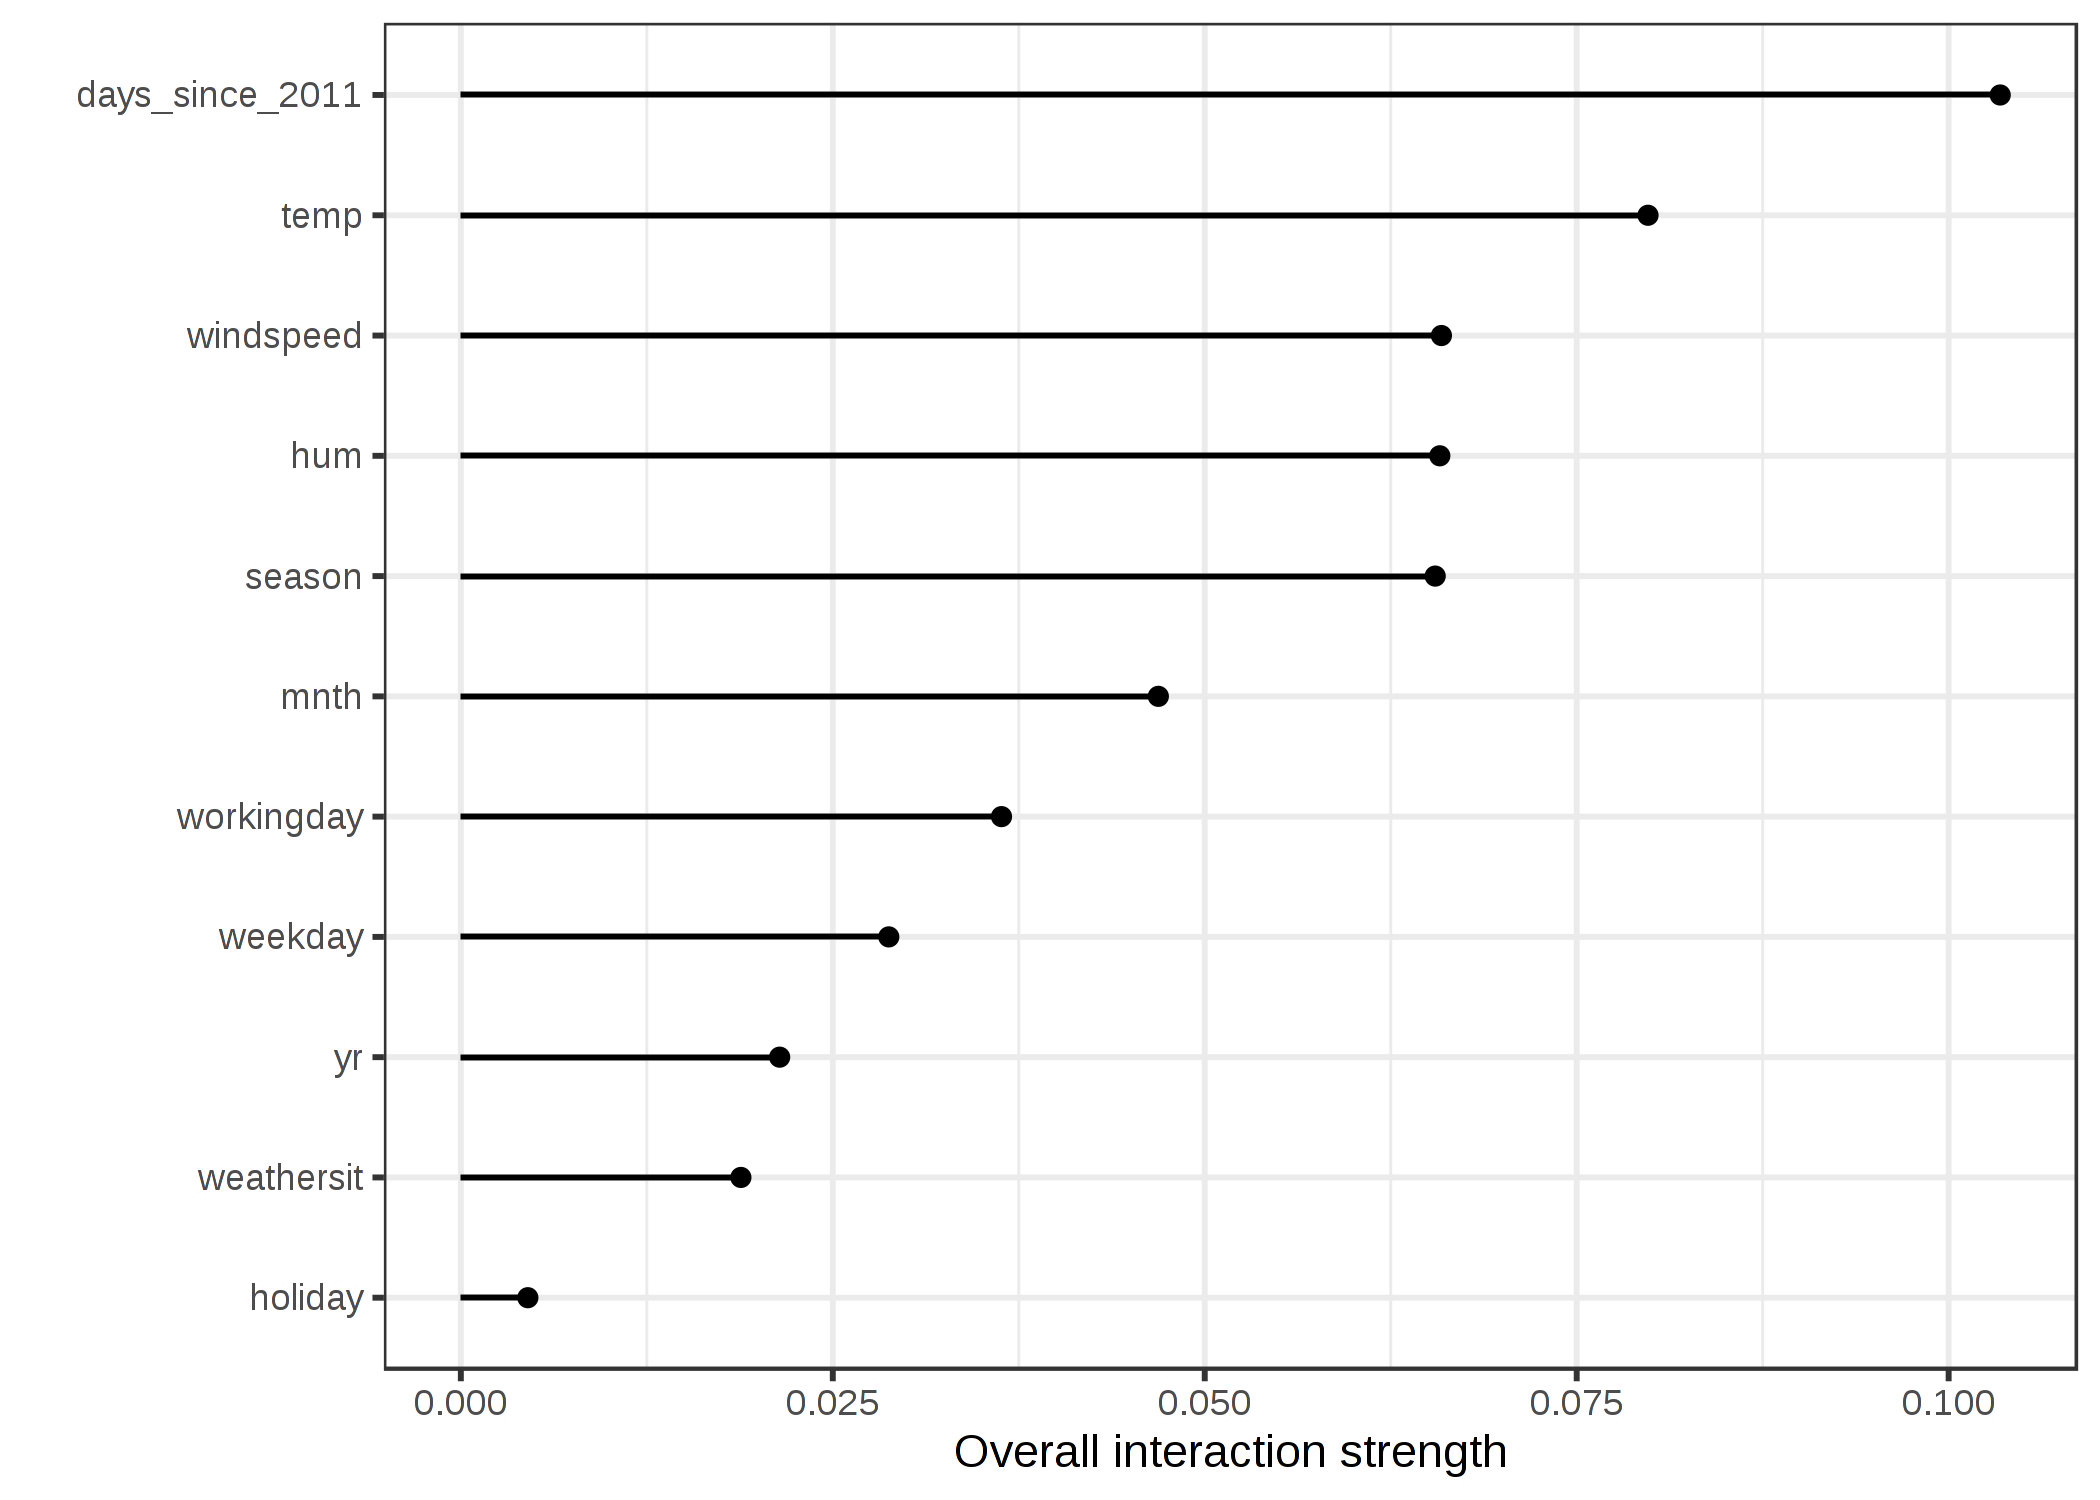 days_since_2011
temp
windspeed
hum
season
mnth
workingday
weekday
yr
weathersit
holiday
0.000 0.025 0.050 0.075 0.100
Overall interaction strength